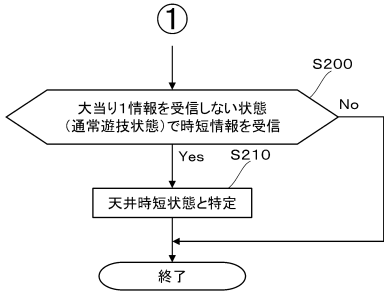 ①
S200
大当り1情報を受信しない状態
(通常遊技状態)で時短情報を受信
No
Yes
S210
天井時短状態と特定
終了